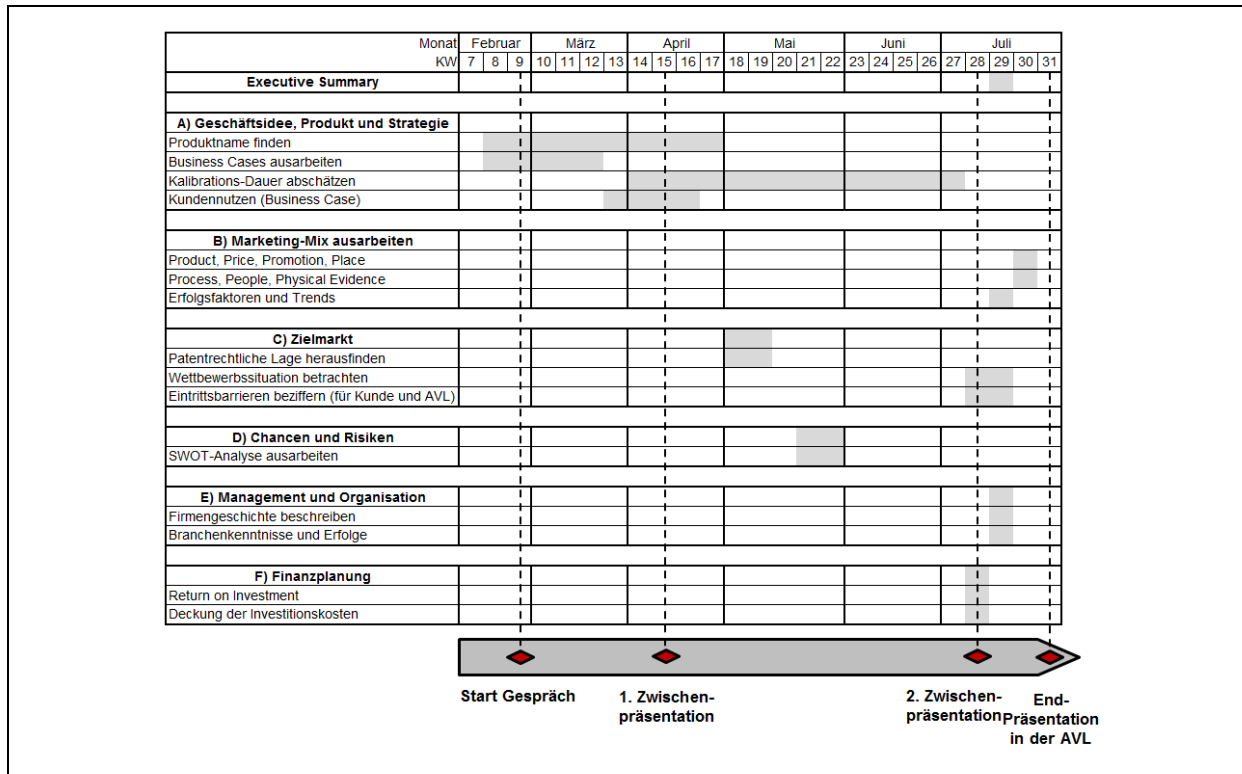 Monat Februar März April Mai Juni Juli
KW 7 8 9 10 11 12 13 14 15 16 17 18 19 20 21 22 23 24 25 26 27 28 29 30 31
Executive Summary
A) Geschäftsidee, Produkt und Strategie
Produktname finden
Business Cases ausarbeiten
Kalibrations-Dauer abschätzen
Kundennutzen (Business Case)
B) Marketing-Mix ausarbeiten
Product, Price, Promotion, Place
Process, People, Physical Evidence
Erfolgsfaktoren und Trends
C) Zielmarkt
Patentrechtliche Lage herausfinden
Wettbewerbssituation betrachten
Eintrittsbarrieren beziffern (für Kunde und AVL)
D) Chancen und Risiken
SWOT-Analyse ausarbeiten
E) Management und Organisation
Firmengeschichte beschreiben
Branchenkenntnisse und Erfolge
F) Finanzplanung
Return on Investment
Deckung der Investitionskosten
Start Gespräch
1. Zwischen-
präsentation
2. Zwischen-
präsentation
End-
Präsentation
in der AVL